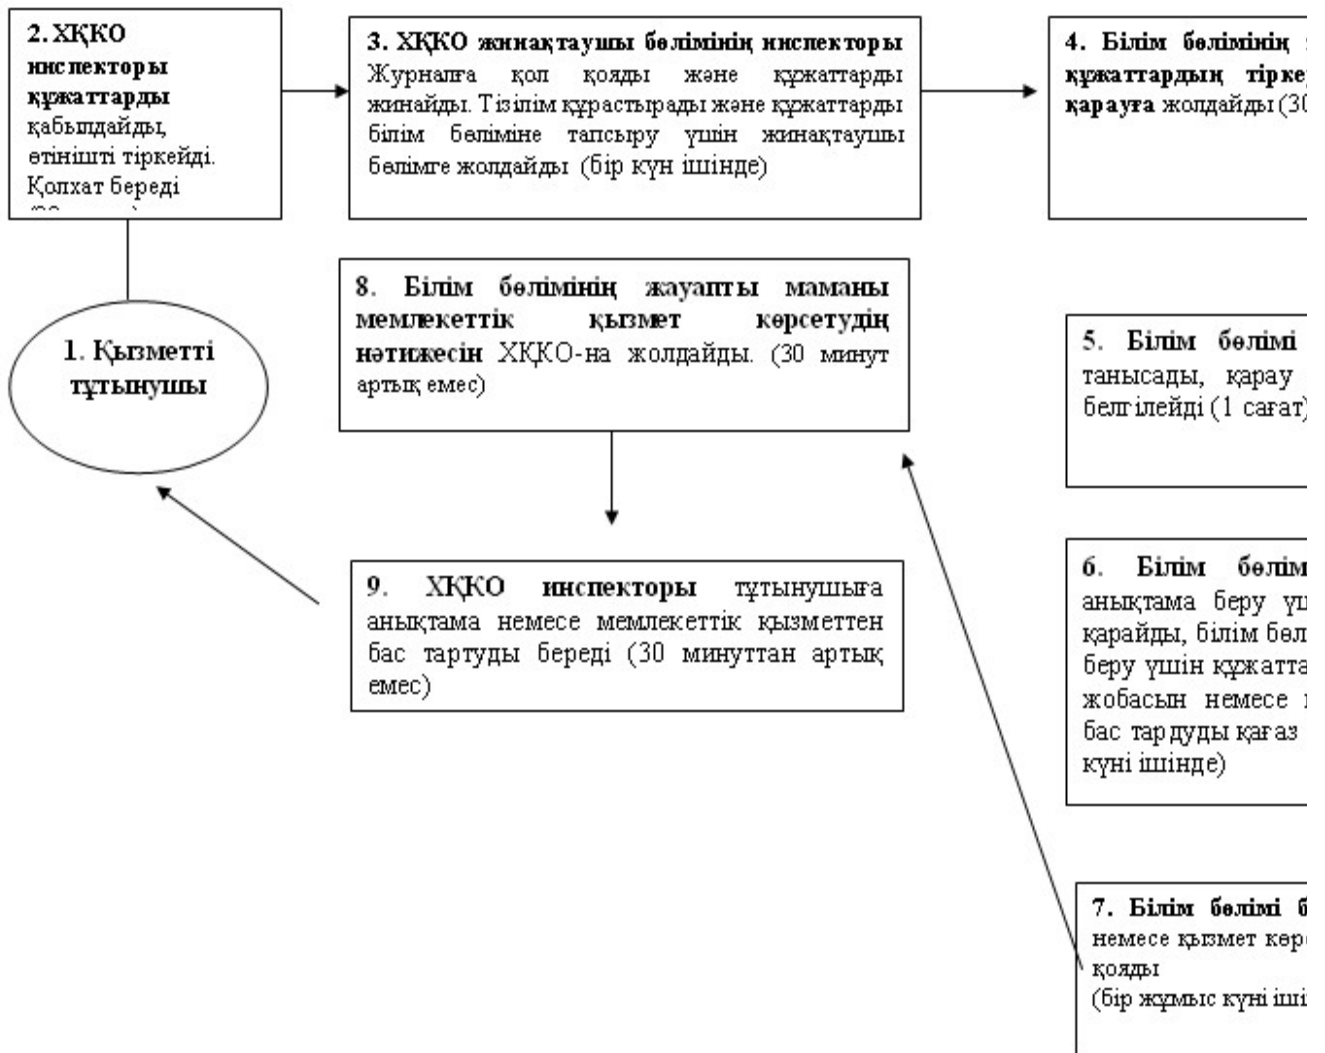 2. ХҚКО
инспекторы
құжаттарды
қабылдайды,
өтінішті тіркейді.
Қолхат береді
3. ХҚКО жинақтаушы бөлімінің инспекторы
Журналға қол қояды және құжаттарды
жинайды. Тізілім құрастырады және құжаттарды
білім бөліміне тапсыру үшін жинақтаушы
бөлімге жолдайды (бір күн ішінде)
4. Білім бөлімінің
құжаттардың
қарауға жолдайды (30
1. Қызметті
тұтынушы
8. Білім бөлімінің жауапты маманы
мемлекеттік қызмет көрсетудің
нәтижесін ХҚКО-на жолдайды. (30 минут
артық емес)
5. Білім бөлімі
танысады, қарау
белгілейді (1 сағат)
9. ХҚКО инспекторы тұтынушыға
анықтама немесе мемлекеттік қызметтен
бас тартуды береді (30 минуттан артық
емес)
6. Білім бөлім
анықтама беру
қарайды, білім
беру үшін
жобасын немесе
бас тардуды қағаз
күні ішінде)
7. Білім бөлімі
немесе қызмет
қояды
(бір жұмыс күні